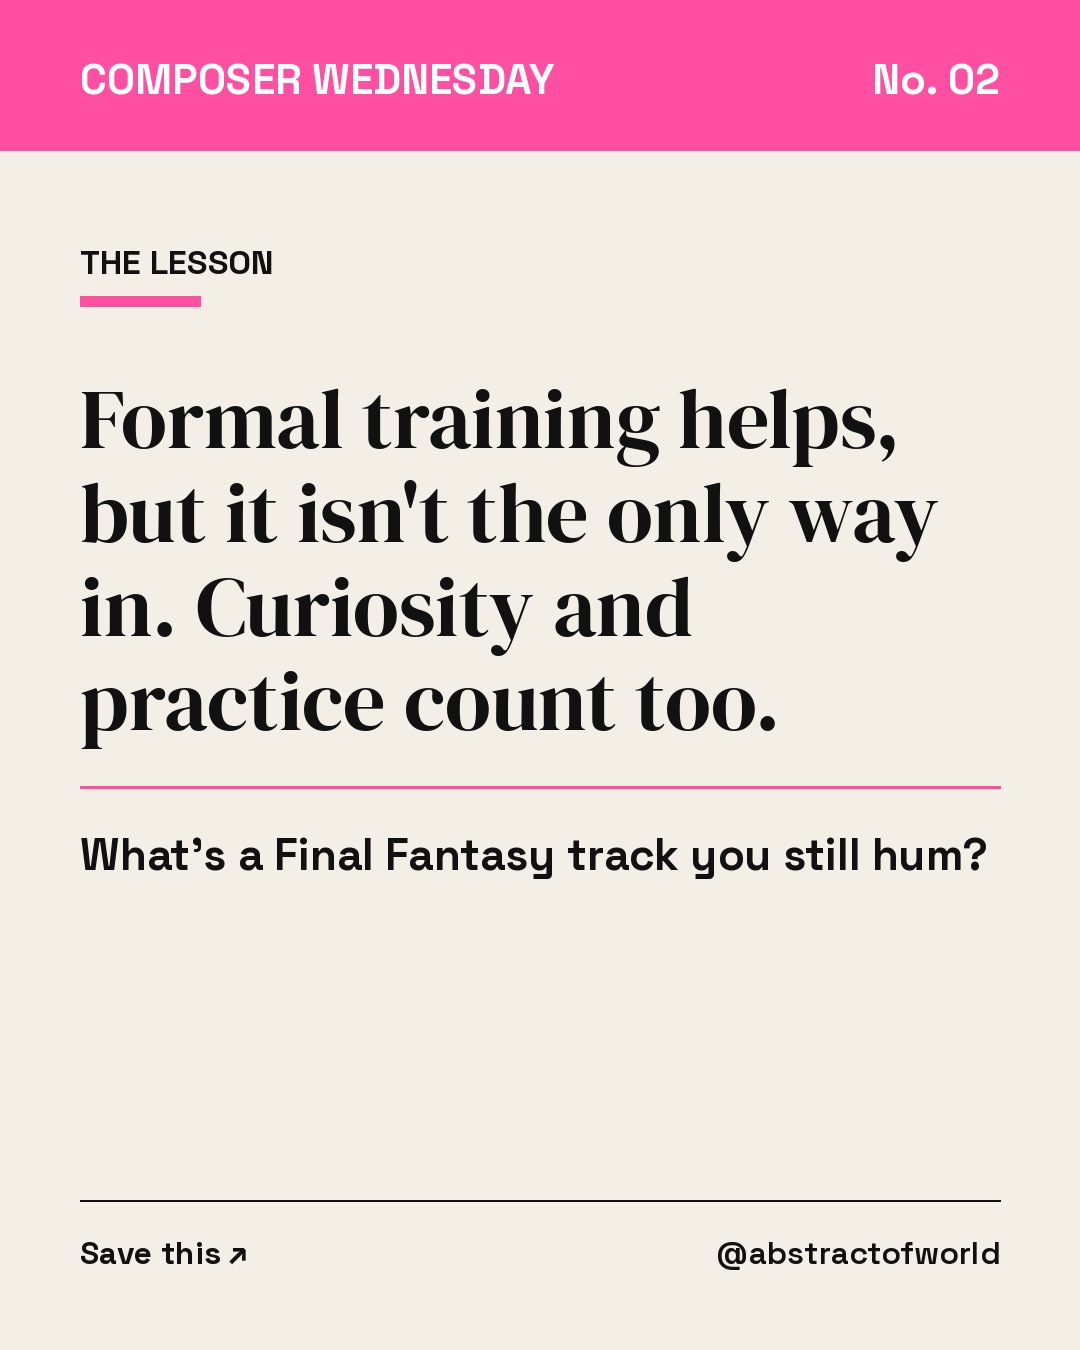 COMPOSER WEDNESDAY
No. 02
THE LESSON
Formal training helps,
but it isn't the only way
in. Curiosity and
practice count too.
What’s a Final Fantasy track you still hum?
Save this ↗
@abstractofworld